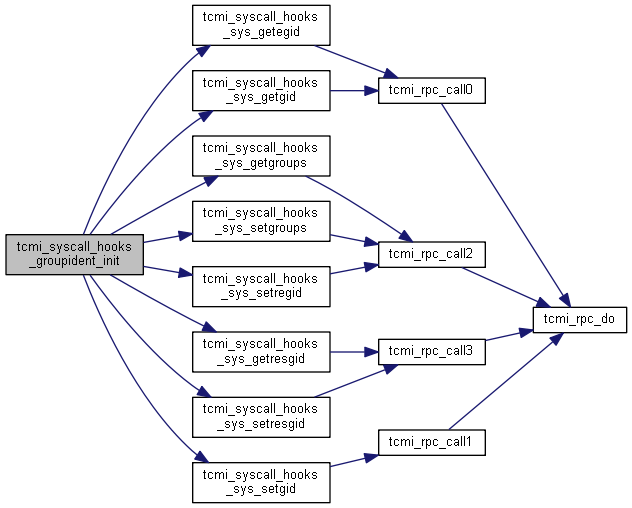 tcmi_syscall_hooks
_groupident_init
tcmi_syscall_hooks
_sys_getegid
tcmi_syscall_hooks
_sys_getgid
tcmi_syscall_hooks
_sys_getgroups
tcmi_syscall_hooks
_sys_setgroups
tcmi_syscall_hooks
_sys_setregid
tcmi_syscall_hooks
_sys_getresgid
tcmi_syscall_hooks
_sys_setresgid
tcmi_syscall_hooks
_sys_setgid
tcmi_rpc_call0
tcmi_rpc_call2
tcmi_rpc_call3
tcmi_rpc_call1
tcmi_rpc_do